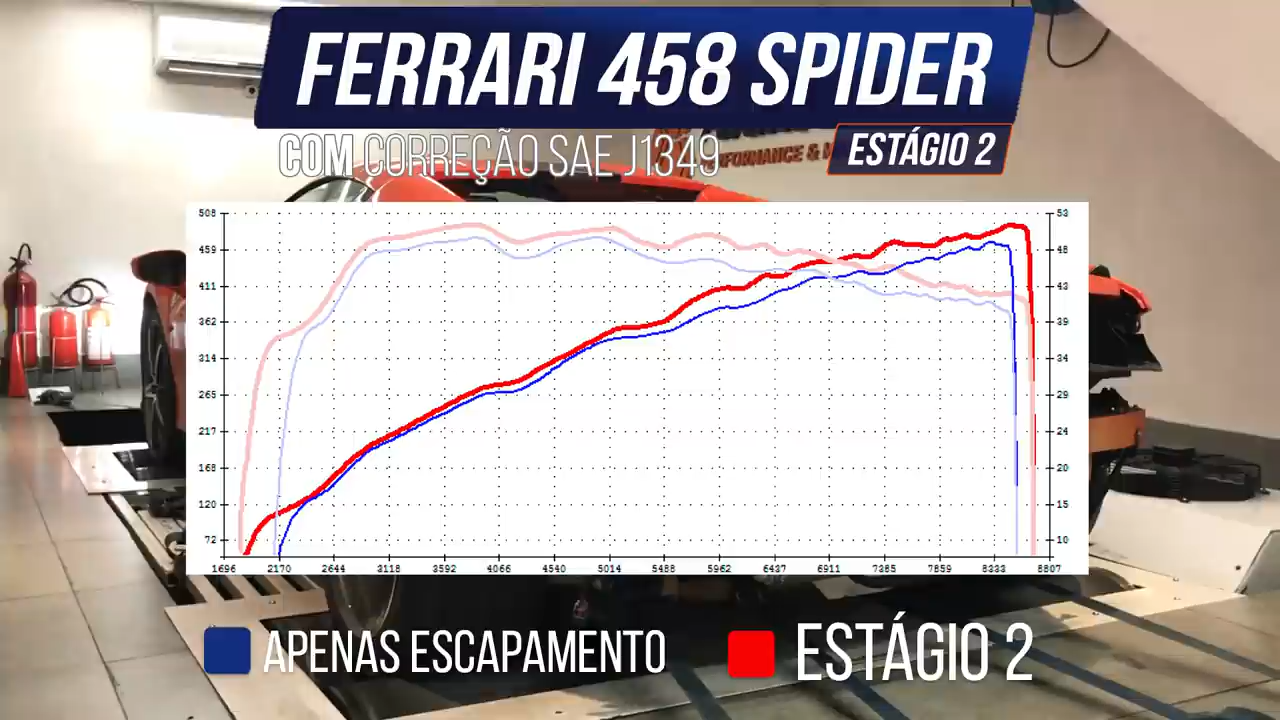 FERRARI 458 SPIDER
COM CORREÇÃO SAE J1349
ESTÁGIO 2
PERFORMANCE &
508 53
459 48
411 43
362 39
314 34
265 29
217 24
168 20
120 15
72 10
1696 2170 2644 3118 3592 4066 4540 5014 5488 5962 6437 6911 7385 7859 8333 8807
APENAS ESCAPAMENTO
ESTÁGIO 2